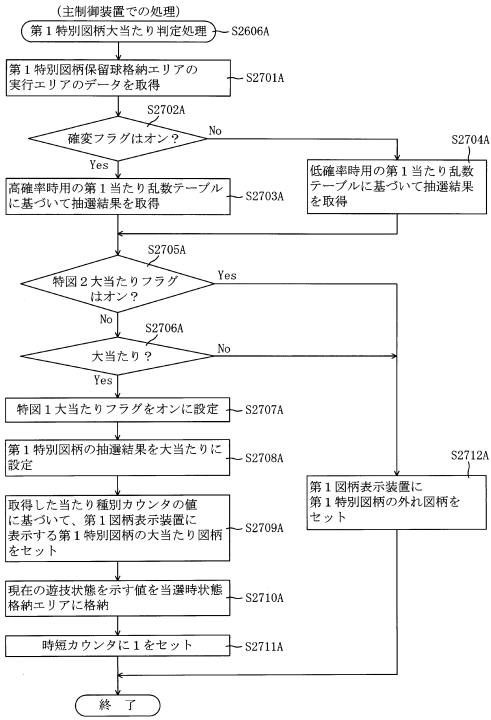 (主制御装置での処理)
第1特別図柄大当たり判定処理
S2606A
第1特別図柄保留球格納エリアの
実行エリアのデータを取得
S2701A
S2702A
確変フラグはオン?
No
Yes
S2704A
高確率時用の第1当たり乱数テーブル
に基づいて抽選結果を取得
S2703A
低確率時用の第1当たり乱数
テーブルに基づいて抽選結果
を取得
S2705A
特図2大当たりフラグ
はオン?
Yes
No
S2706A
大当たり?
No
Yes
特図1大当たりフラグをオンに設定
S2707A
第1特別図柄の抽選結果を大当たりに
設定
S2708A
S2712A
第1図柄表示装置に
第1特別図柄の外れ図柄を
セット
取得した当たり種別カウンタの値
に基づいて、第1図柄表示装置に
表示する第1特別図柄の大当たり図柄
をセット
S2709A
現在の遊技状態を示す値を当選時状態
格納エリアに格納
S2710A
時短カウンタに1をセット
S2711A
終 了